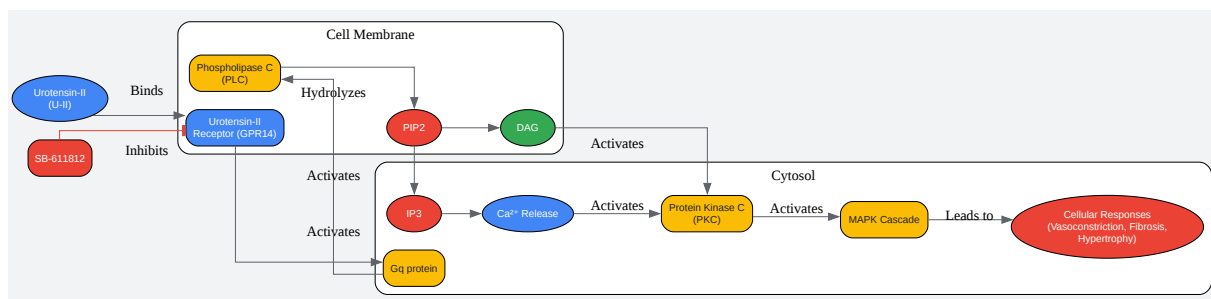 Cell Membrane
Phospholipase C
(PLC)
Urotensin-II
(U-II)
Binds
Hydrolyzes
Urotensin-II
Receptor (GPR14)
PIP2
DAG
SB-611812
Inhibits
Activates
Activates
Cytosol
IP3
Ca²⁺ Release
Activates
Protein Kinase C
(PKC)
Activates
MAPK Cascade
Leads to
Cellular Responses
(Vasoconstriction, Fibrosis,
Hypertrophy)
Activates
Gq protein